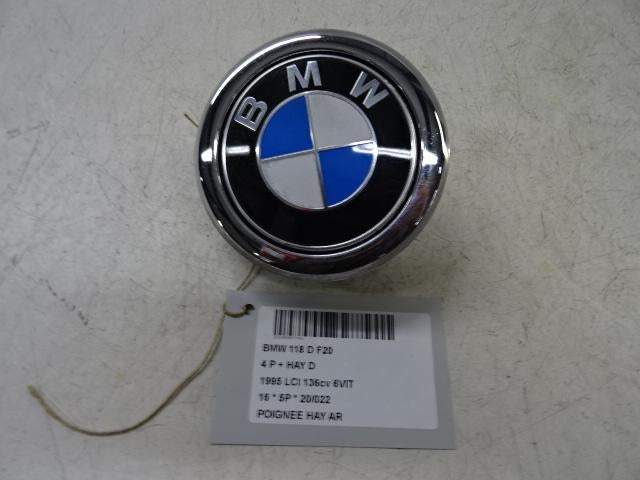 BMW
BMW 118 D F20
4 P + HAY D
1995 LCI 136cv 6VIT
16 * 5P * 20/022
POIGNEE HAY AR